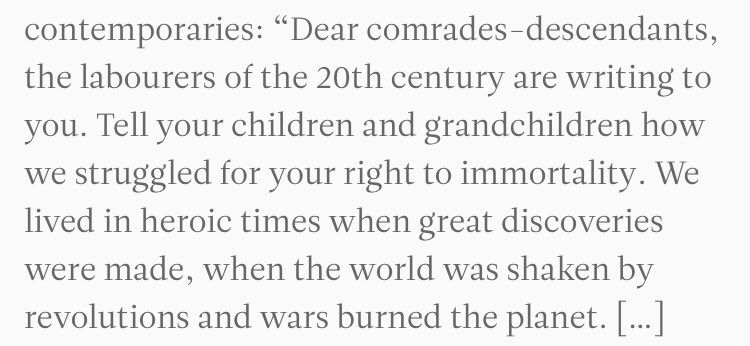 contemporaries: “Dear comrades-descendants,
the labourers of the 20th century are writing to
you. Tell your children and grandchildren how
we struggled for your right to immortality. We
lived in heroic times when great discoveries
were made, when the world was shaken by
revolutions and wars burned the planet. [...]